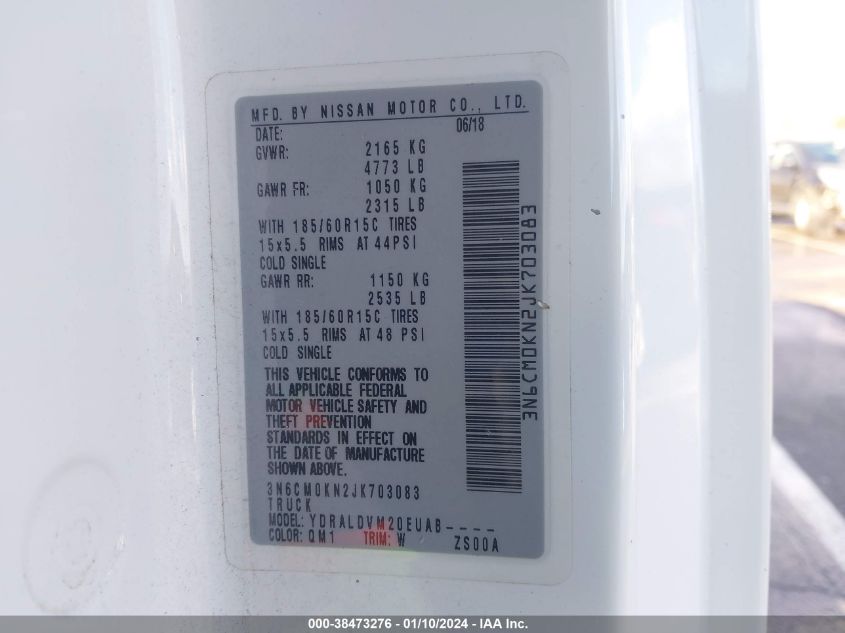 MFD. BY NISSAN MOTOR CO., LTD.
DATE: 06/18
GVWR: 2165 KG
4773 LB
GAWR FR: 1050 KG
2315 LB
WITH 185/60R15C TIRES
15x5.5 RIMS AT 44PSI
COLD SINGLE
GAWR RR: 1150 KG
2535 LB
WITH 185/60R15C TIRES
15x5.5 RIMS AT 48 PSI
COLD SINGLE
THIS VEHICLE CONFORMS TO
ALL APPLICABLE FEDERAL
MOTOR VEHICLE SAFETY AND
THEFT PREVENTION
STANDARDS IN EFFECT ON
THE DATE OF MANUFACTURE
SHOWN ABOVE.
3N6CM0KN2JK703083
TRUCK
MODEL: YDRALDVM20EUAB----
COLOR: QM1 TRIM: W ZS00A
3N6CM0KN2JK703083
000-38473276 - 01/10/2024 - IAA Inc.